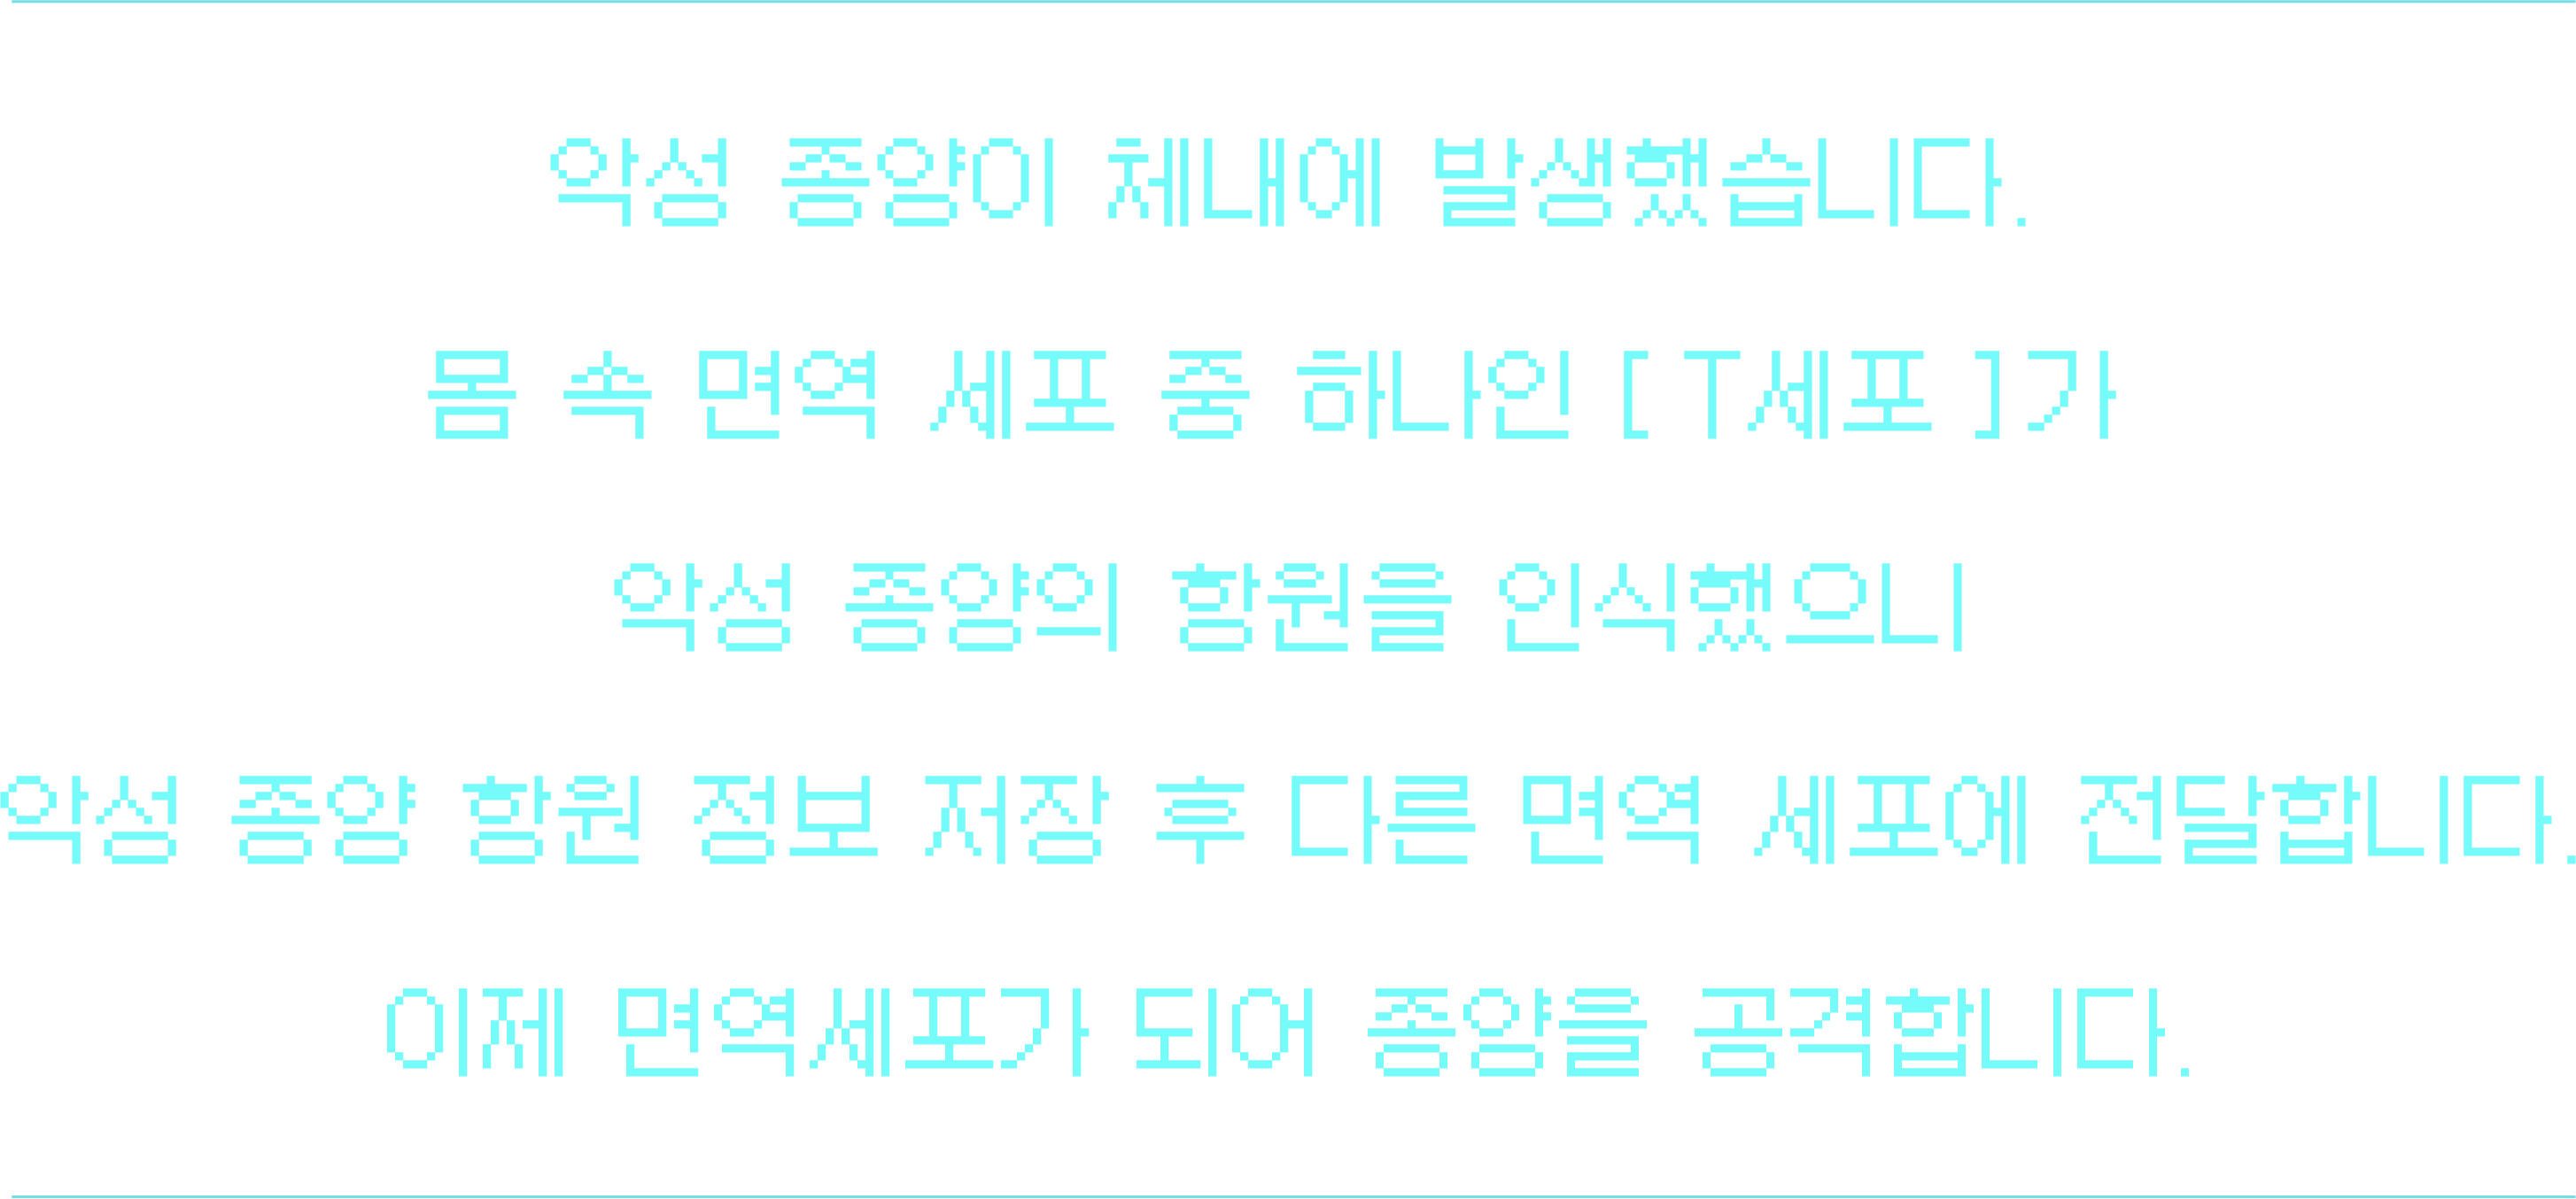 악성 종양이 체내에 발생했습니다.
몸 속 면역 세포 중 하나인 [ T세포 ]가
악성 종양의 항원를 인식했으니
악성 종양 항원 정보 저장 후 다른 면역 세포에 전달합니다.
이제 면역세포가 되어 종양를 공격합니다.